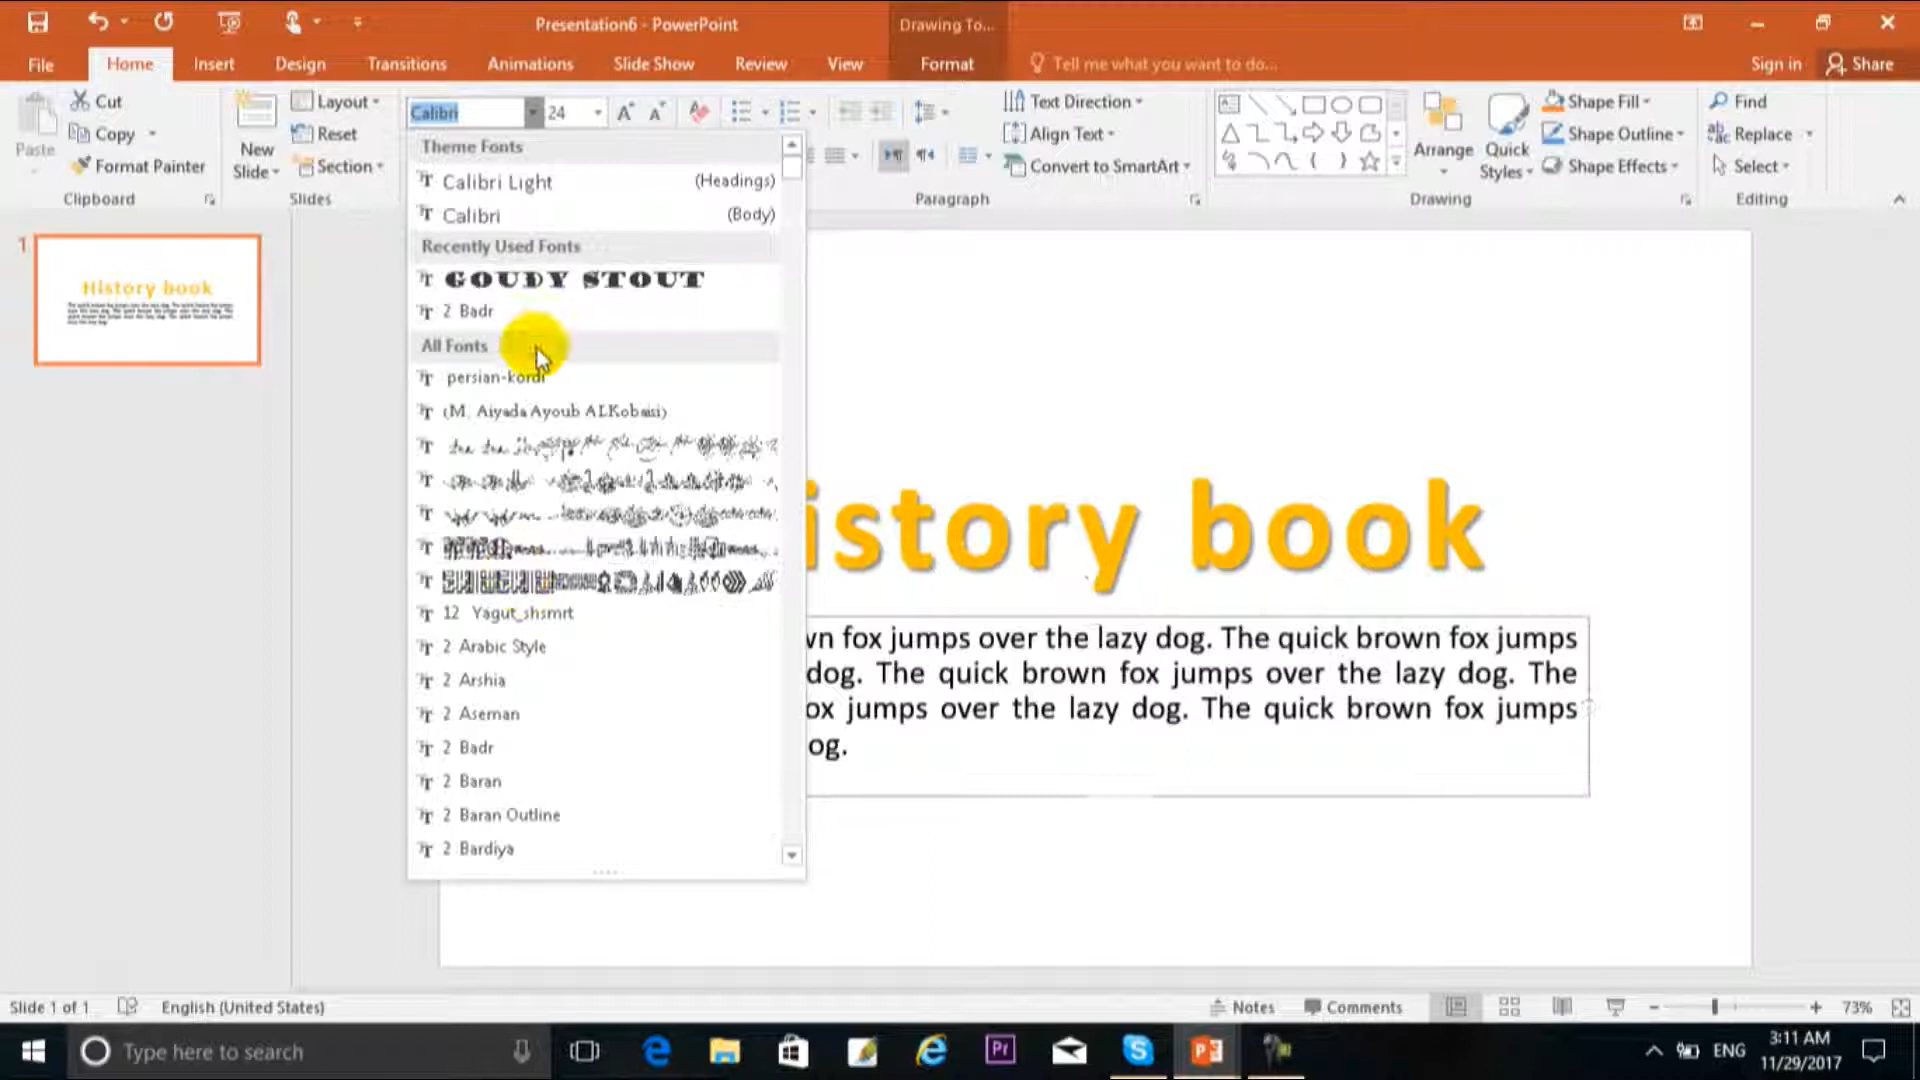 Presentation6 - PowerPoint
Drawing To...
File
Home
Insert
Design
Transitions
Animations
Slide Show
Review
View
Format
Tell me what you want to do...
Sign in
Share
Paste
Cut
Copy
Format Painter
Clipboard
New
Slide
Layout
Reset
Section
Slides
Calibri
24
Text Direction
Align Text
Convert to SmartArt
Paragraph
Arrange
Quick
Styles
Shape Fill
Shape Outline
Shape Effects
Drawing
Find
Replace
Select
Editing
Theme Fonts
Calibri Light (Headings)
Calibri (Body)
Recently Used Fonts
GOUDY STOUT
2 Badr
All Fonts
persian-kordi
(M. Aiyada Ayoub ALKobaisi)
12 Yagut_shsmrt
2 Arabic Style
2 Arshia
2 Aseman
2 Badr
2 Baran
2 Baran Outline
2 Bardiya
1
History book
istory book
wn fox jumps over the lazy dog. The quick brown fox jumps
dog. The quick brown fox jumps over the lazy dog. The
ox jumps over the lazy dog. The quick brown fox jumps
og.
Slide 1 of 1
English (United States)
Notes
Comments
73%
Type here to search
Pr
ENG
3:11 AM
11/29/2017